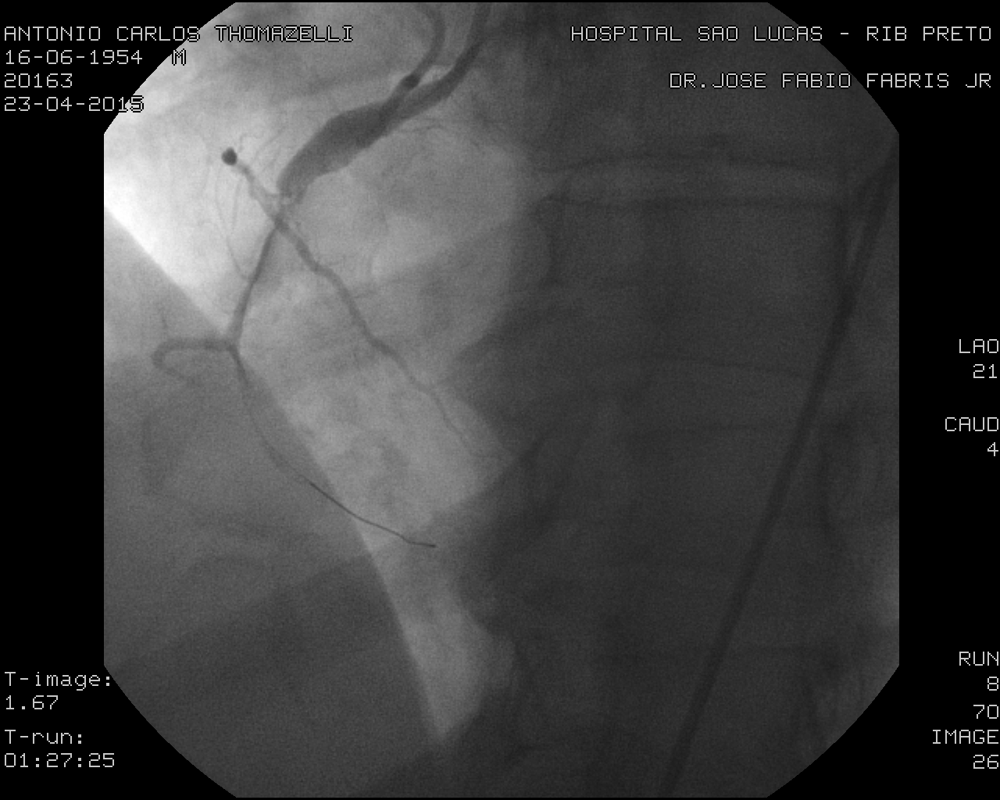 ANTONIO CARLOS THOMAZELLI
16-06-1954 M
20163
23-04-2015
HOSPITAL SAO LUCAS - RIB PRETO
DR.JOSE FABIO FABRIS JR
LAO
21
CAUD
4
T-image:
1.67
T-run:
01:27:25
RUN
8
70
IMAGE
26